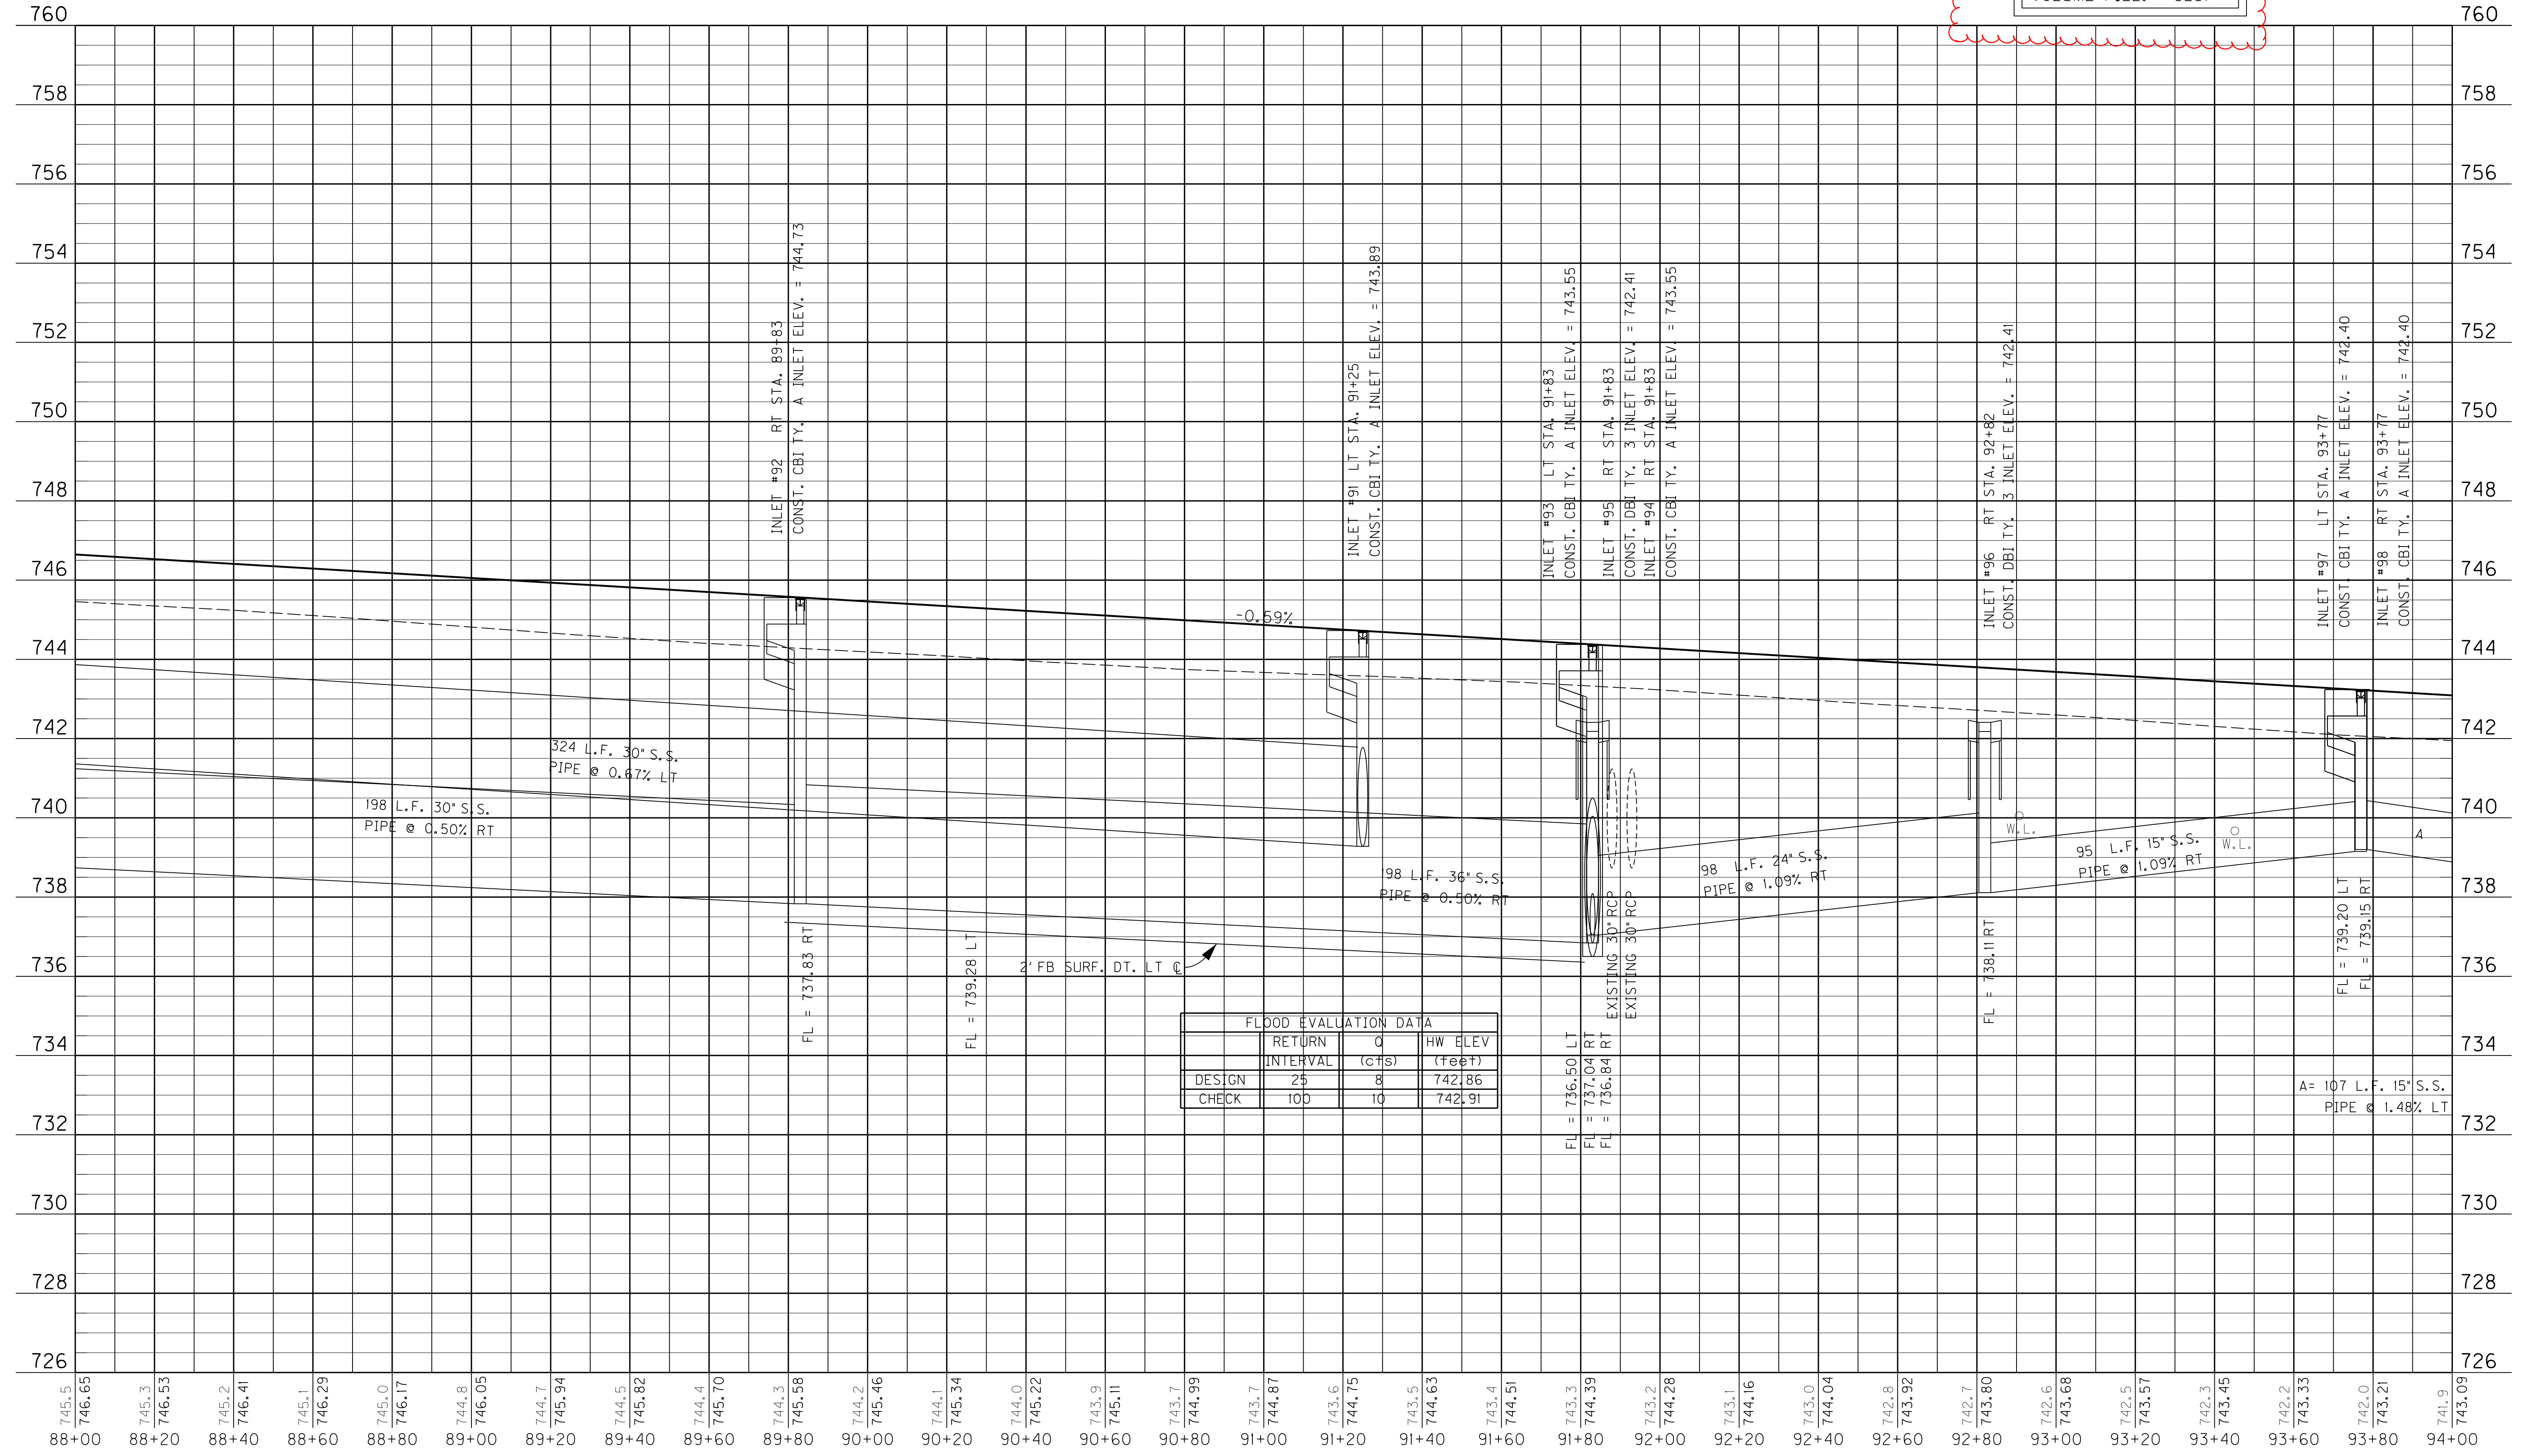 760
760
758
758
756
756
754
754
752
752
750
750
748
748
746
746
744
744
742
742
740
740
738
738
736
736
734
734
732
732
730
730
728
728
726
726
INLET #92 RT STA. 89+83
CONST. CBI TY. A INLET ELEV. = 744.73
INLET #91 LT STA. 91+25
CONST. CBI TY. A INLET ELEV. = 743.89
INLET #93 LT STA. 91+83
CONST. CBI TY. A INLET ELEV. = 743.55
INLET #95 RT STA. 91+83
CONST. DBI TY. 3 INLET ELEV. = 742.41
INLET #94 RT STA. 91+83
CONST. CBI TY. A INLET ELEV. = 743.55
INLET #96 RT STA. 92+82
CONST. DBI TY. 3 INLET ELEV. = 742.41
INLET #97 LT STA. 93+77
CONST. CBI TY. A INLET ELEV. = 742.40
INLET #98 RT STA. 93+77
CONST. CBI TY. A INLET ELEV. = 742.40
-0.59%
324 L.F. 30" S.S.
PIPE @ 0.67% LT
198 L.F. 30" S.S.
PIPE @ 0.50% RT
198 L.F. 36" S.S.
PIPE @ 0.50% RT
98 L.F. 24" S.S.
PIPE @ 1.09% RT
W.L.
95 L.F. 15" S.S.
PIPE @ 1.09% RT
W.L.
A
2' FB SURF. DT. LT ℄
FL = 737.83 RT
FL = 739.28 LT
EXISTING 30" RCP
EXISTING 30" RCP
FL = 736.50 LT
FL = 737.04 RT
FL = 736.84 RT
FL = 738.11 RT
FL = 739.20 LT
FL = 739.15 RT
FLOOD EVALUATION DATA
RETURN INTERVAL Q (cfs) HW ELEV (feet)
DESIGN 25 8 742.86
CHECK 100 10 742.91
A= 107 L.F. 15" S.S.
PIPE @ 1.48% LT
745.5 746.65
745.3 746.53
745.2 746.41
745.1 746.29
745.0 746.17
744.8 746.05
744.7 745.94
744.5 745.82
744.4 745.70
744.3 745.58
744.2 745.46
744.1 745.34
744.0 745.22
743.9 745.11
743.7 744.99
743.7 744.87
743.6 744.75
743.5 744.63
743.4 744.51
743.3 744.39
743.2 744.28
743.1 744.16
743.0 744.04
742.8 743.92
742.7 743.80
742.6 743.68
742.5 743.57
742.3 743.45
742.2 743.33
742.0 743.21
741.9 743.09
88+00 88+20 88+40 88+60 88+80 89+00 89+20 89+40 89+60 89+80 90+00 90+20 90+40 90+60 90+80 91+00 91+20 91+40 91+60 91+80 92+00 92+20 92+40 92+60 92+80 93+00 93+20 93+40 93+60 93+80 94+00